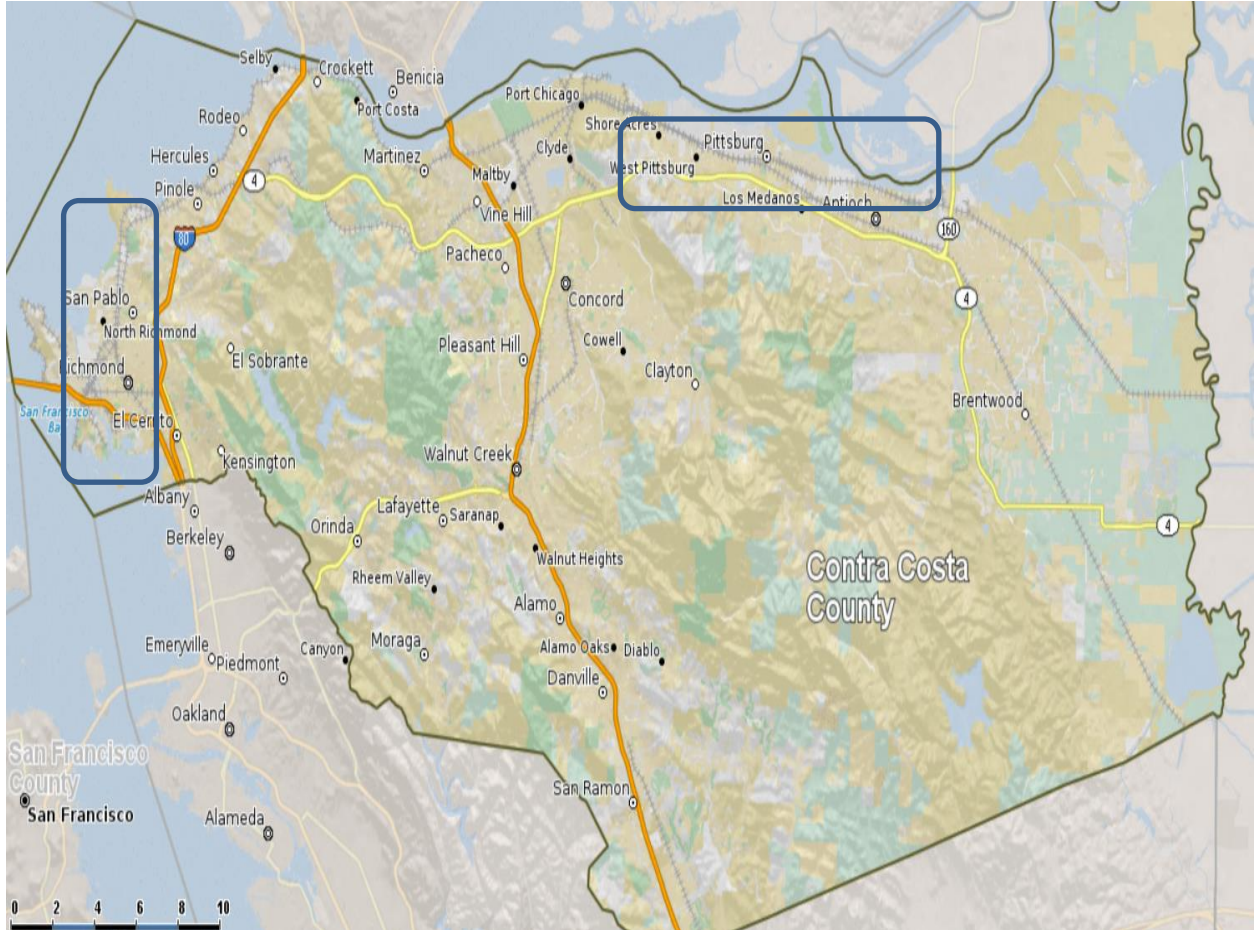 Selby
Crockett
Benicia
Port Costa
Port Chicago
Rodeo
Shore Acres
Pittsburg
Hercules
Martinez
Clyde
West Pittsburg
4
Maltby
Pinole
Vine Hill
Los Medanos
Antioch
80
160
Pacheco
San Pablo
Concord
4
North Richmond
Pleasant Hill
Cowell
El Sobrante
Richmond
Clayton
Brentwood
San Francisco
Bay
El Cerrito
Kensington
Walnut Creek
Albany
Lafayette
Saranap
Orinda
4
Berkeley
Walnut Heights
Contra Costa
County
Rheem Valley
Alamo
Emeryville
Canyon
Moraga
Alamo Oaks
Diablo
Piedmont
Danville
Oakland
San Francisco
County
San Ramon
San Francisco
Alameda
0 2 4 6 8 10